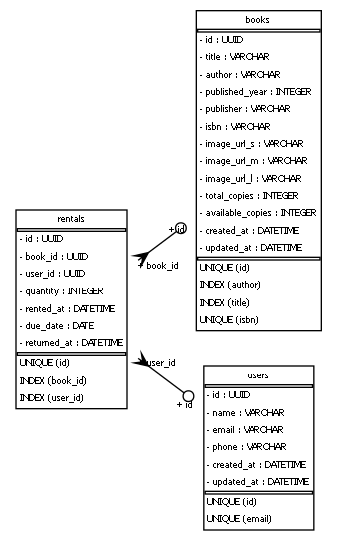 books
- id : UUID
- title : VARCHAR
- author : VARCHAR
- published_year : INTEGER
- publisher : VARCHAR
- isbn : VARCHAR
- image_url_s : VARCHAR
- image_url_m : VARCHAR
- image_url_l : VARCHAR
- total_copies : INTEGER
- available_copies : INTEGER
- created_at : DATETIME
- updated_at : DATETIME
UNIQUE (id)
INDEX (author)
INDEX (title)
UNIQUE (isbn)
rentals
- id : UUID
- book_id : UUID
- user_id : UUID
- quantity : INTEGER
- rented_at : DATETIME
- due_date : DATE
- returned_at : DATETIME
UNIQUE (id)
INDEX (book_id)
INDEX (user_id)
+ id
+ book_id
user_id
+ id
users
- id : UUID
- name : VARCHAR
- email : VARCHAR
- phone : VARCHAR
- created_at : DATETIME
- updated_at : DATETIME
UNIQUE (id)
UNIQUE (email)